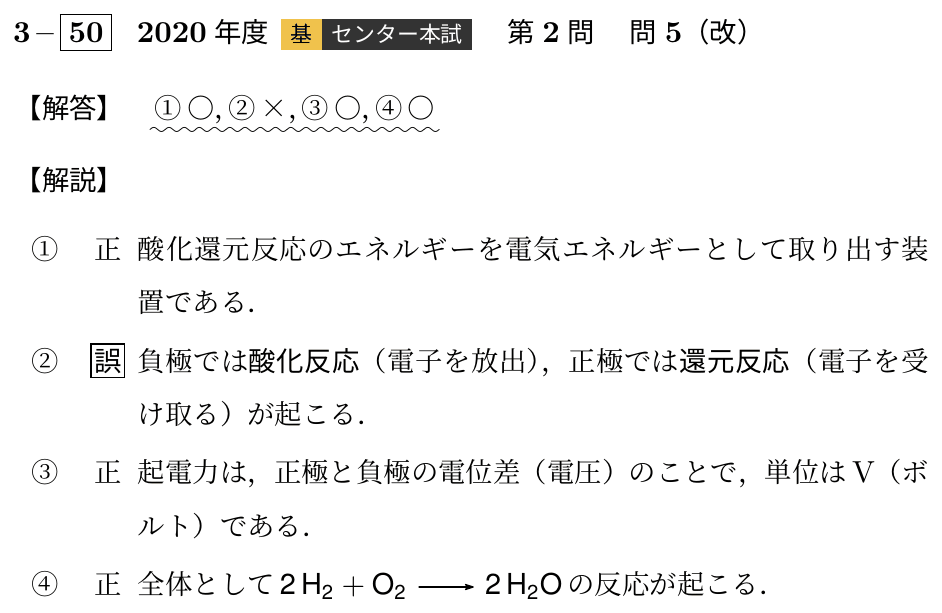 3－50 2020 年度 基 センター本試 第 2 問 問 5（改）
【解答】 ① ○, ② ×, ③ ○, ④ ○
【解説】
① 正 酸化還元反応のエネルギーを電気エネルギーとして取り出す装
置である．
② 誤 負極では酸化反応（電子を放出），正極では還元反応（電子を受
け取る）が起こる．
③ 正 起電力は，正極と負極の電位差（電圧）のことで，単位は V（ボ
ルト）である．
④ 正 全体として 2 H₂ + O₂ ⟶ 2 H₂O の反応が起こる．